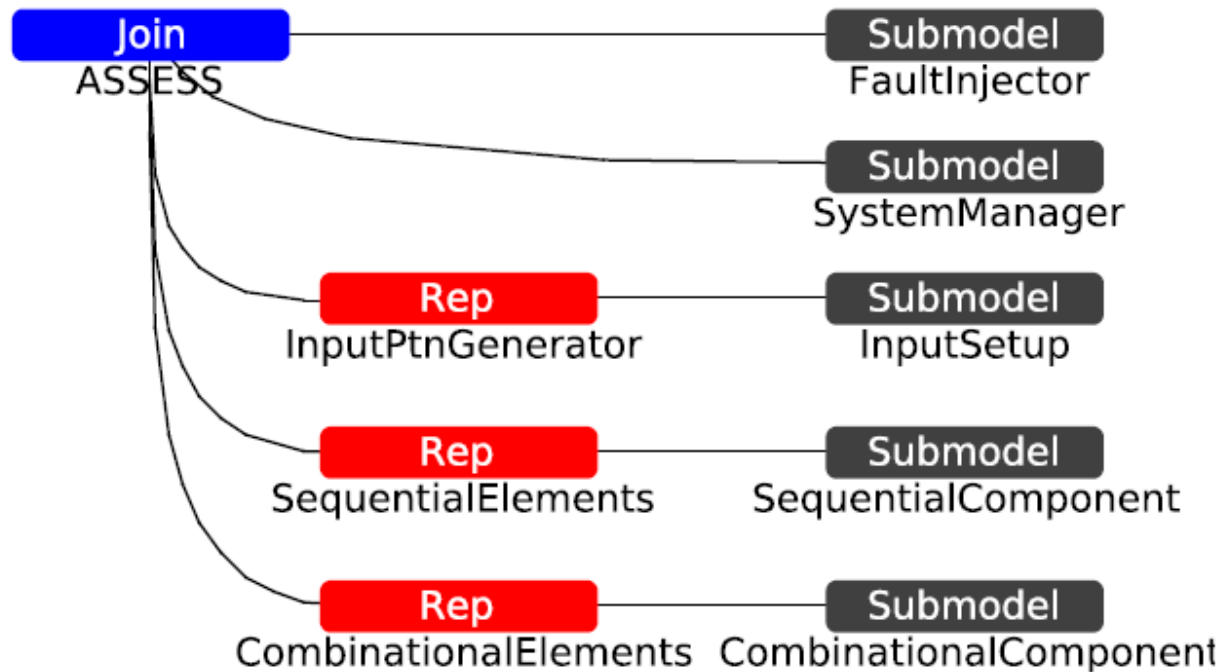 Join
ASSESS
Submodel
FaultInjector
Submodel
SystemManager
Rep
InputPtnGenerator
Submodel
InputSetup
Rep
SequentialElements
Submodel
SequentialComponent
Rep
CombinationalElements
Submodel
CombinationalComponent